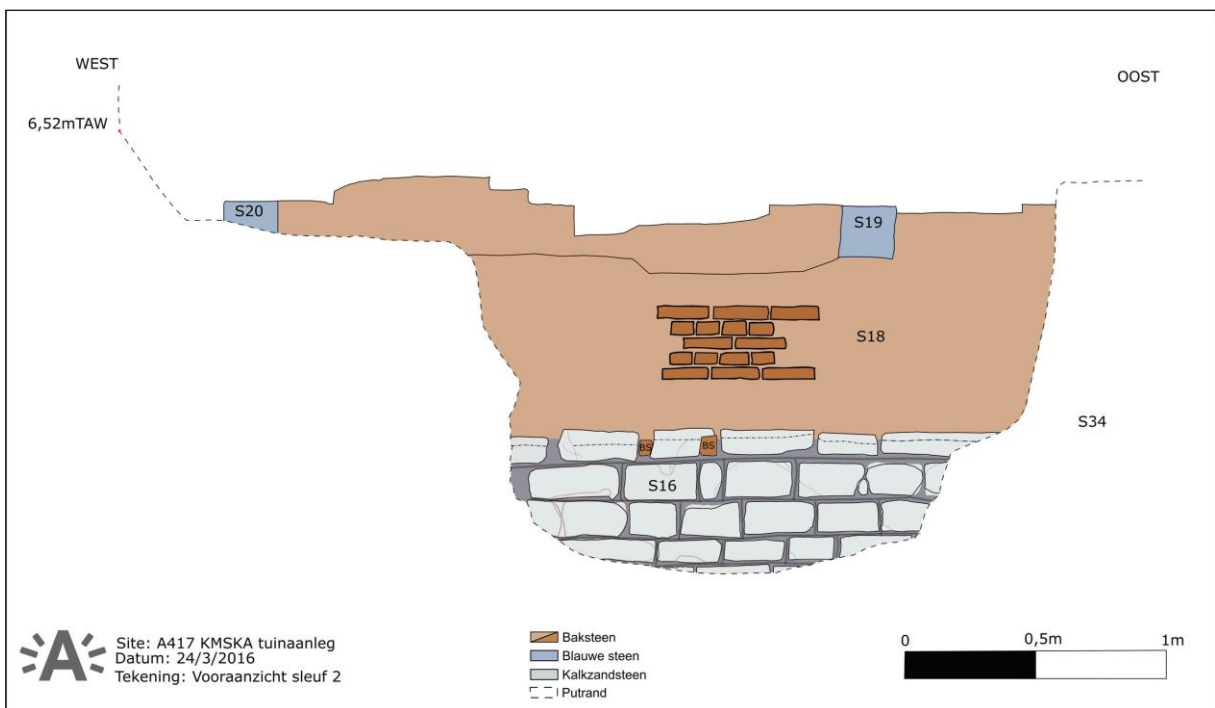 WEST
OOST
6,52mTAW
S20
S19
S18
S34
BS
BS
S16
A
Site: A417 KMSKA tuinaanleg
Datum: 24/3/2016
Tekening: Vooraanzicht sleuf 2
Baksteen
Blauwe steen
Kalkzandsteen
Putrand
0 0,5m 1m